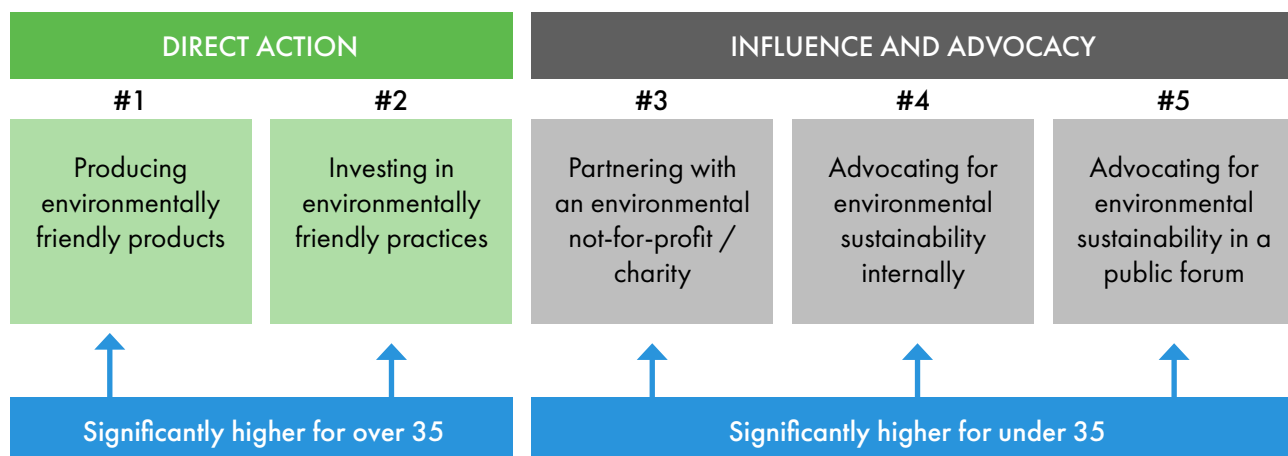 DIRECT ACTION
INFLUENCE AND ADVOCACY
#1
#2
#3
#4
#5
Producing
environmentally
friendly products
Investing in
environmentally
friendly practices
Partnering with
an environmental
not-for-profit /
charity
Advocating for
environmental
sustainability
internally
Advocating for
environmental
sustainability in a
public forum
Significantly higher for over 35
Significantly higher for under 35